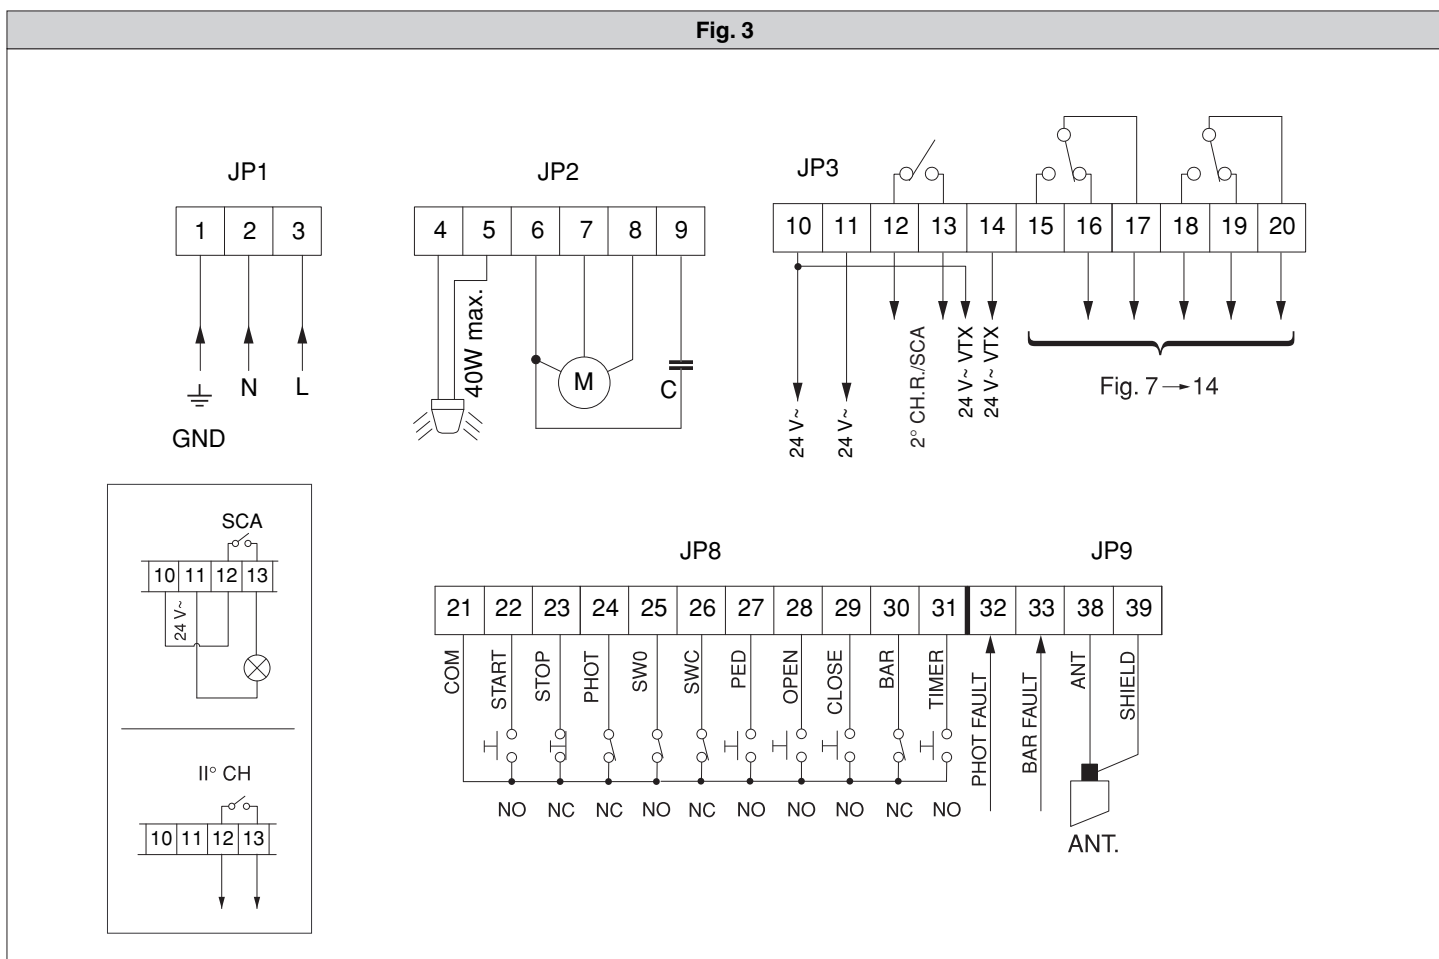 Fig. 3
JP1
1 2 3
N L
GND
JP2
4 5 6 7 8 9
40W max.
M
C
JP3
10 11 12 13 14 15 16 17 18 19 20
24 V~
24 V~
2° CH.R./SCA
24 V~ VTX
24 V~ VTX
Fig. 7→14
SCA
10 11 12 13
24 V~
II° CH
10 11 12 13
JP8
JP9
21 22 23 24 25 26 27 28 29 30 31 32 33 38 39
COM
START
STOP
PHOT
SW0
SWC
PED
OPEN
CLOSE
BAR
TIMER
PHOT FAULT
BAR FAULT
ANT
SHIELD
NO NC NC NO NC NO NO NO NC NO
ANT.